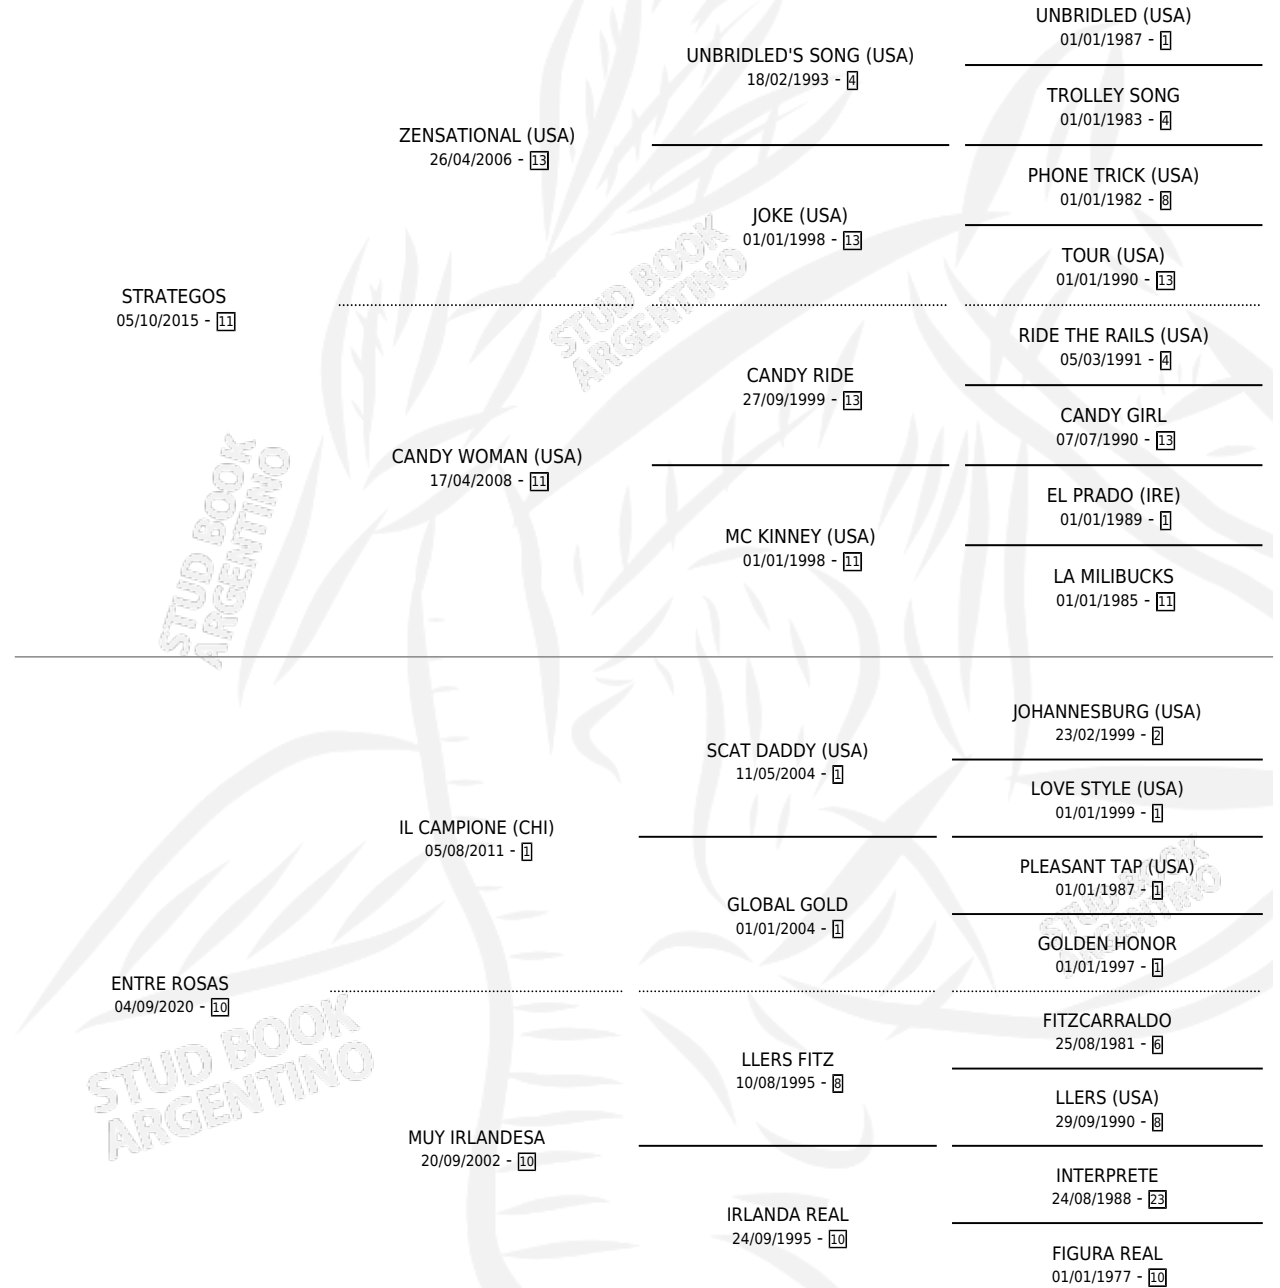 UNBRIDLED (USA)
01/01/1987 - 1
UNBRIDLED'S SONG (USA)
18/02/1993 - 4
TROLLEY SONG
01/01/1983 - 4
ZENSATIONAL (USA)
26/04/2006 - 13
PHONE TRICK (USA)
01/01/1982 - 8
JOKE (USA)
01/01/1998 - 13
TOUR (USA)
01/01/1990 - 13
STRATEGOS
05/10/2015 - 11
STUD BOOK
ARGENTINO
RIDE THE RAILS (USA)
05/03/1991 - 4
CANDY RIDE
27/09/1999 - 13
CANDY GIRL
07/07/1990 - 13
CANDY WOMAN (USA)
17/04/2008 - 11
EL PRADO (IRE)
01/01/1989 - 1
MC KINNEY (USA)
01/01/1998 - 11
LA MILIBUCKS
01/01/1985 - 11
STUD BOOK
ARGENTINO
JOHANNESBURG (USA)
23/02/1999 - 2
SCAT DADDY (USA)
11/05/2004 - 1
LOVE STYLE (USA)
01/01/1999 - 1
IL CAMPIONE (CHI)
05/08/2011 - 1
PLEASANT TAP (USA)
01/01/1987 - 1
GLOBAL GOLD
01/01/2004 - 1
STUD BOOK
ARGENTINO
GOLDEN HONOR
01/01/1997 - 1
ENTRE ROSAS
04/09/2020 - 10
FITZCARRALDO
25/08/1981 - 6
LLERS FITZ
10/08/1995 - 8
LLERS (USA)
29/09/1990 - 8
STUD BOOK
ARGENTINO
MUY IRLANDESA
20/09/2002 - 10
INTERPRETE
24/08/1988 - 23
IRLANDA REAL
24/09/1995 - 10
FIGURA REAL
01/01/1977 - 10